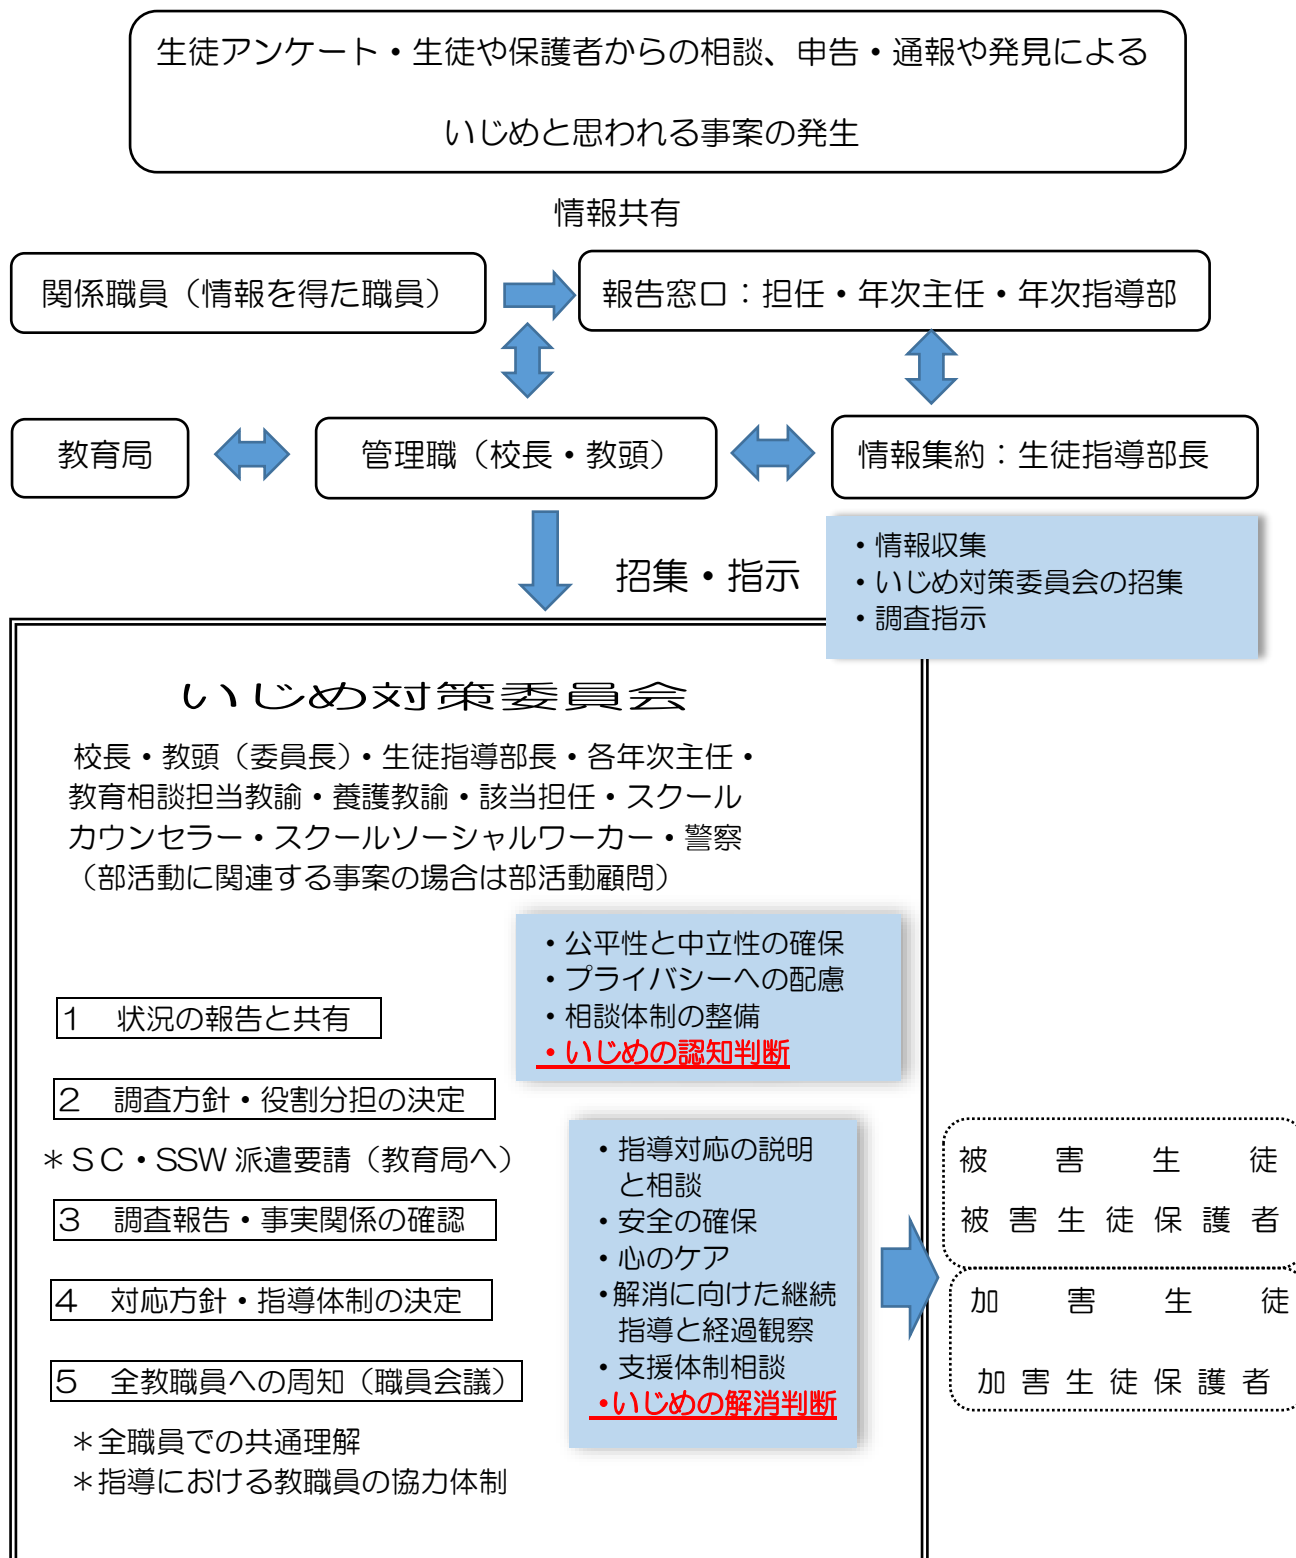 生徒アンケート・生徒や保護者からの相談、申告・通報や発見による
いじめと思われる事案の発生
情報共有
関係職員（情報を得た職員）
報告窓口：担任・年次主任・年次指導部
教育局
管理職（校長・教頭）
情報集約：生徒指導部長
招集・指示
・情報収集
・いじめ対策委員会の招集
・調査指示
いじめ対策委員会
校長・教頭（委員長）・生徒指導部長・各年次主任・
教育相談担当教諭・養護教諭・該当担任・スクール
カウンセラー・スクールソーシャルワーカー・警察
（部活動に関連する事案の場合は部活動顧問）
・公平性と中立性の確保
・プライバシーへの配慮
・相談体制の整備
・いじめの認知判断
１　状況の報告と共有
２　調査方針・役割分担の決定
＊ＳＣ・SSW 派遣要請（教育局へ）
３　調査報告・事実関係の確認
４　対応方針・指導体制の決定
５　全教職員への周知（職員会議）
＊全職員での共通理解
＊指導における教職員の協力体制
・指導対応の説明
と相談
・安全の確保
・心のケア
・解消に向けた継続
指導と経過観察
・支援体制相談
・いじめの解消判断
被害生徒
被害生徒保護者
加害生徒
加害生徒保護者